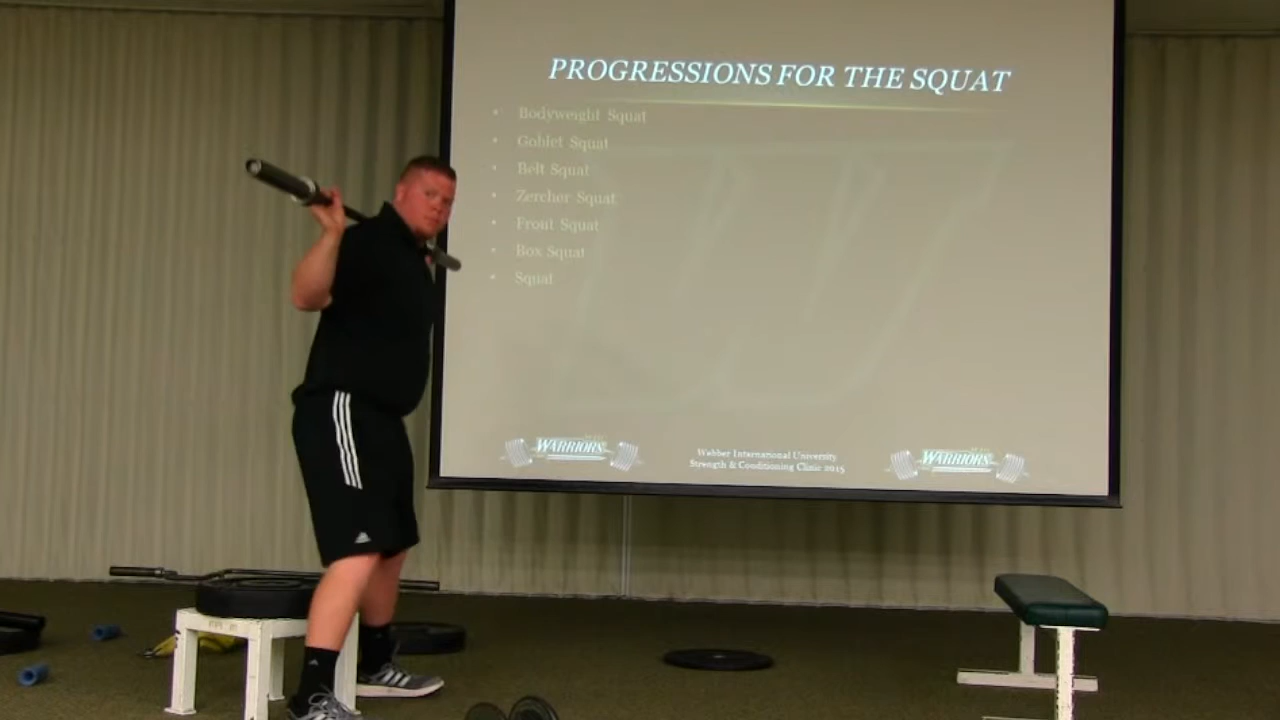 PROGRESSIONS FOR THE SQUAT
• Bodyweight Squat
• Goblet Squat
• Belt Squat
• Zercher Squat
• Front Squat
• Box Squat
• Squat
WARRIORS
Webber International University
Strength & Conditioning Clinic 2015
WARRIORS